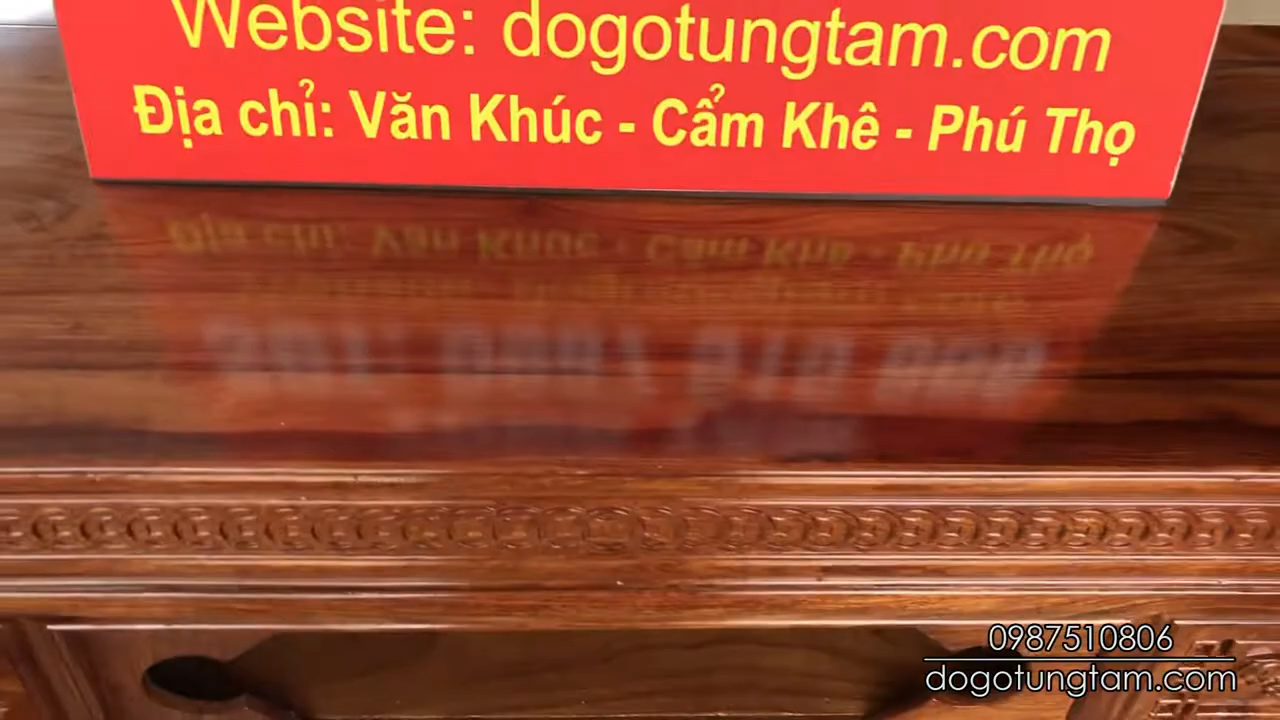 Website: dogotungtam.com
Địa chỉ: Văn Khúc - Cẩm Khê - Phú Thọ
0987510806
dogotungtam.com